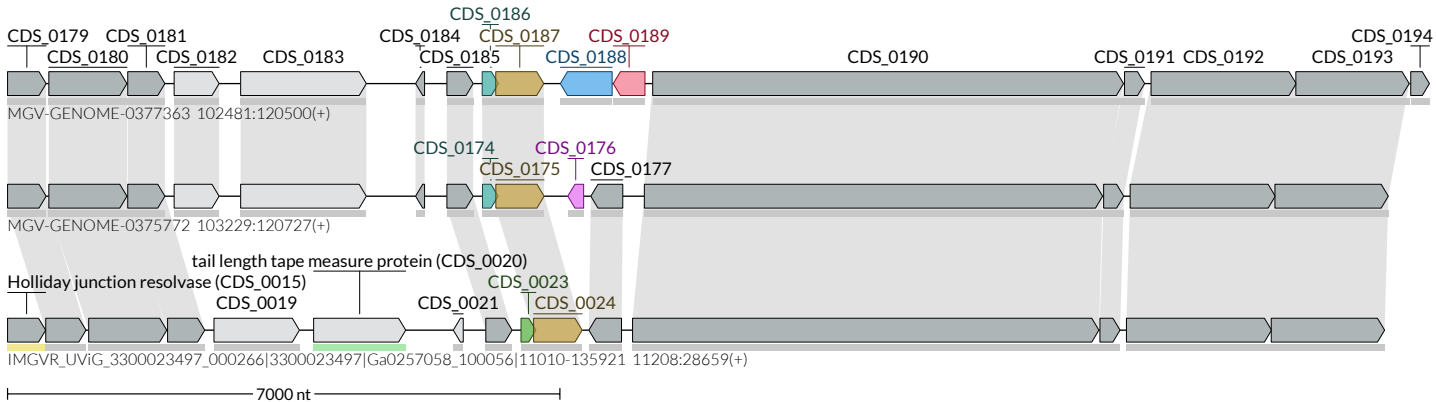 CDS_0186
CDS_0179 CDS_0181 CDS_0184 CDS_0187 CDS_0189 CDS_0194
CDS_0180 CDS_0182 CDS_0183 CDS_0185 CDS_0188 CDS_0190 CDS_0191 CDS_0192 CDS_0193
MGV-GENOME-0377363 102481:120500(+)
CDS_0174 CDS_0176
CDS_0175 CDS_0177
MGV-GENOME-0375772 103229:120727(+)
tail length tape measure protein (CDS_0020)
Holliday junction resolvase (CDS_0015) CDS_0023
CDS_0019 CDS_0021 CDS_0024
IMGVR_UViG_3300023497_000266|3300023497|Ga0257058_100056|11010-135921 11208:28659(+)
7000 nt